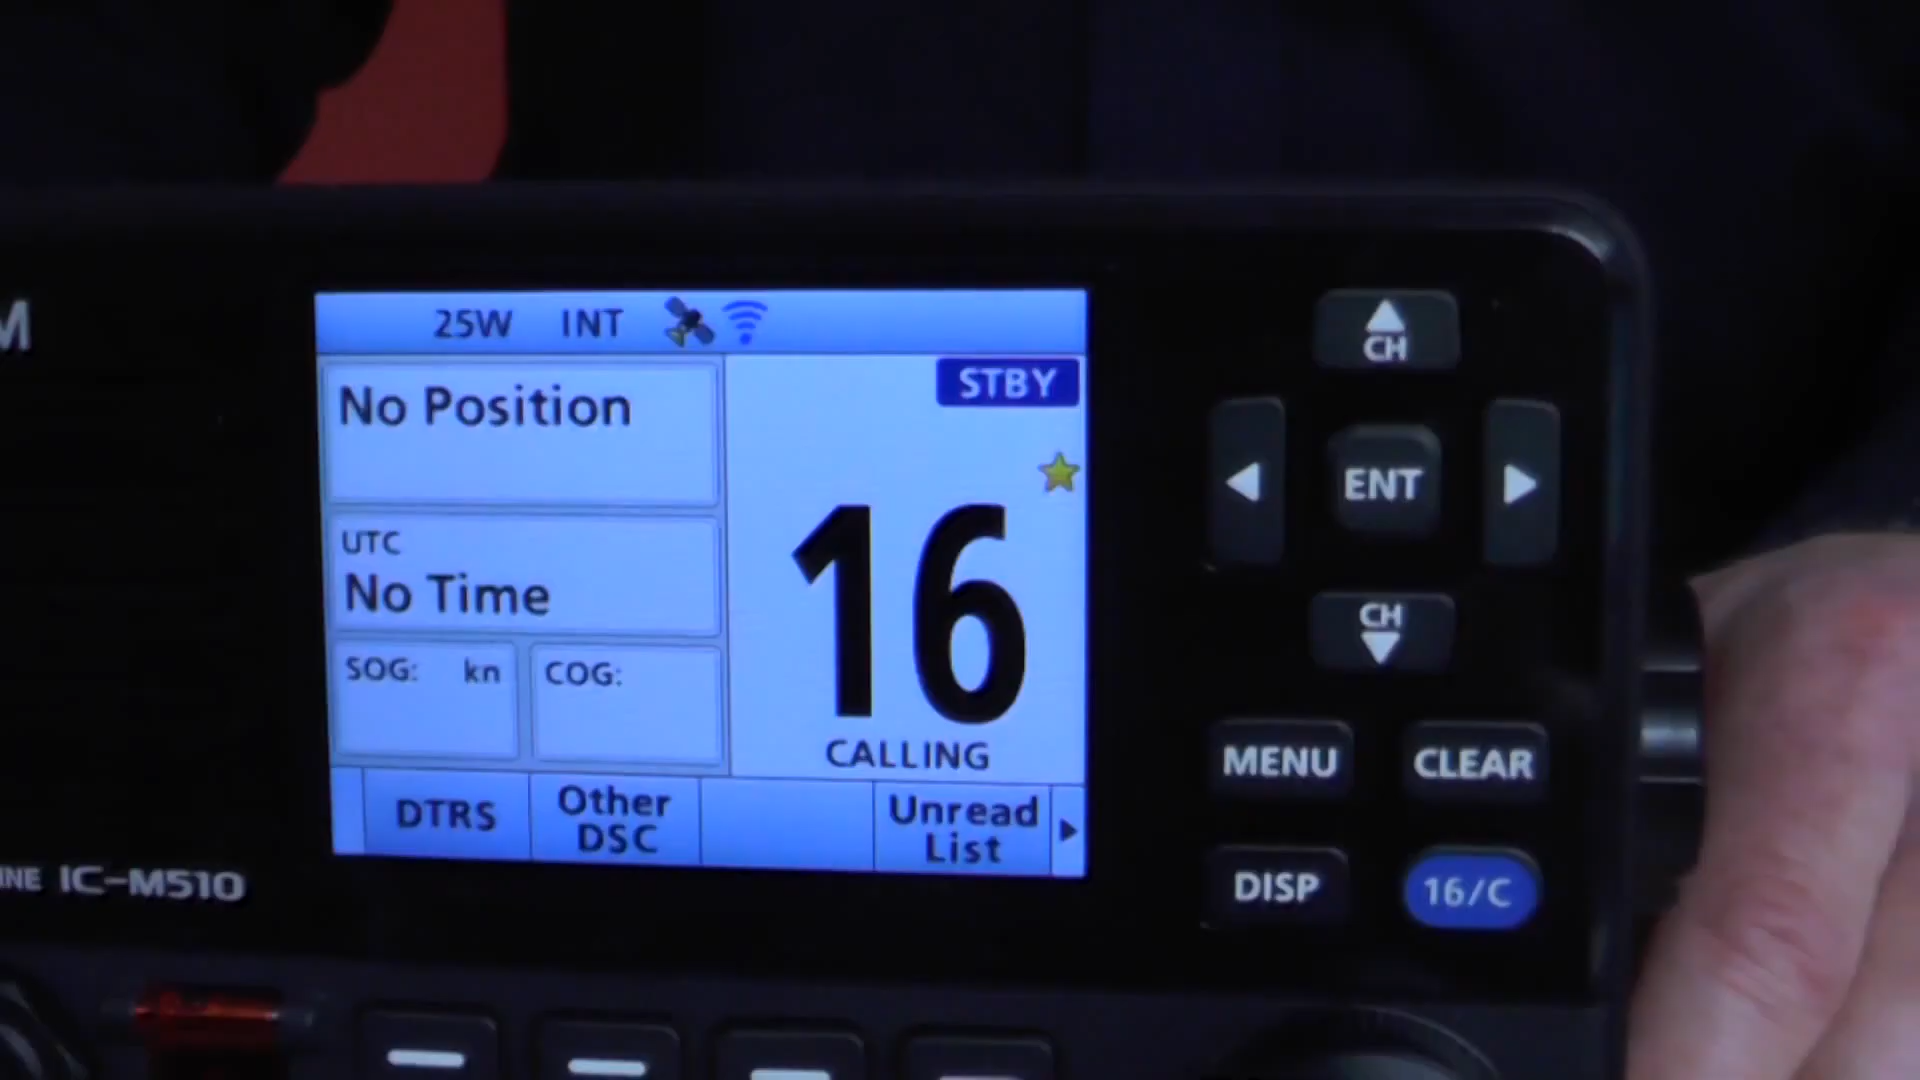 M
25W INT
STBY
No Position
UTC
No Time
SOG: kn COG:
16
CALLING
DTRS
Other
DSC
Unread
List
CH
ENT
CH
MENU
CLEAR
DISP
16/C
INE IC-M510